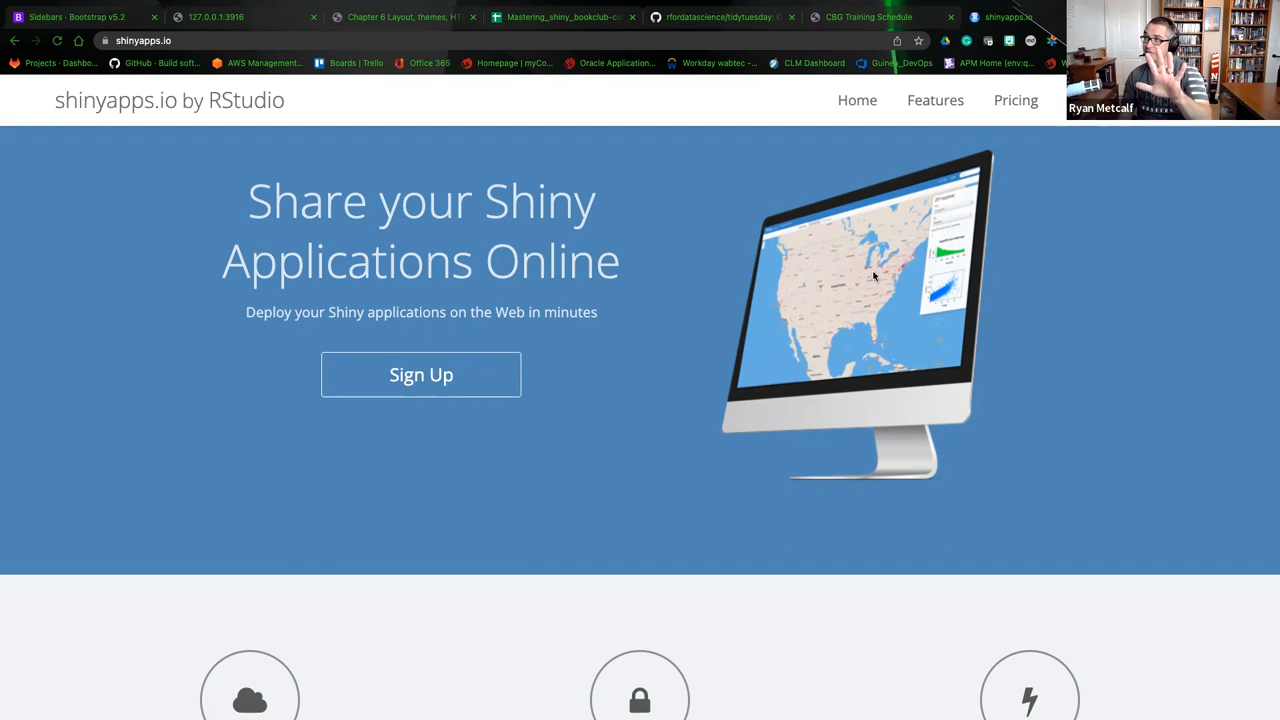 Sidebars - Bootstrap v5.2
127.0.0.1:3916
Chapter 6 Layout, themes, HT
Mastering_shiny_bookclub-co
rfordatascience/tidytuesday: O
CBG Training Schedule
shinyapps.io
shinyapps.io
Projects · Dashbo...
GitHub · Build soft...
AWS Management...
Boards | Trello
Office 365
Homepage | myCo...
Oracle Application...
Workday wabtec -...
CLM Dashboard
Guinea_DevOps
APM Home (env:q...
shinyapps.io by RStudio
Home
Features
Pricing
Ryan Metcalf
Share your Shiny
Applications Online
Deploy your Shiny applications on the Web in minutes
Sign Up